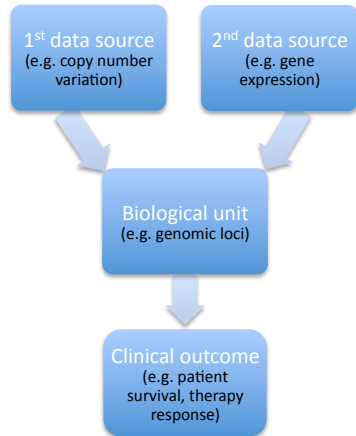 1st data source
(e.g. copy number
variation)
2nd data source
(e.g. gene
expression)
Biological unit
(e.g. genomic loci)
Clinical outcome
(e.g. patient
survival, therapy
response)